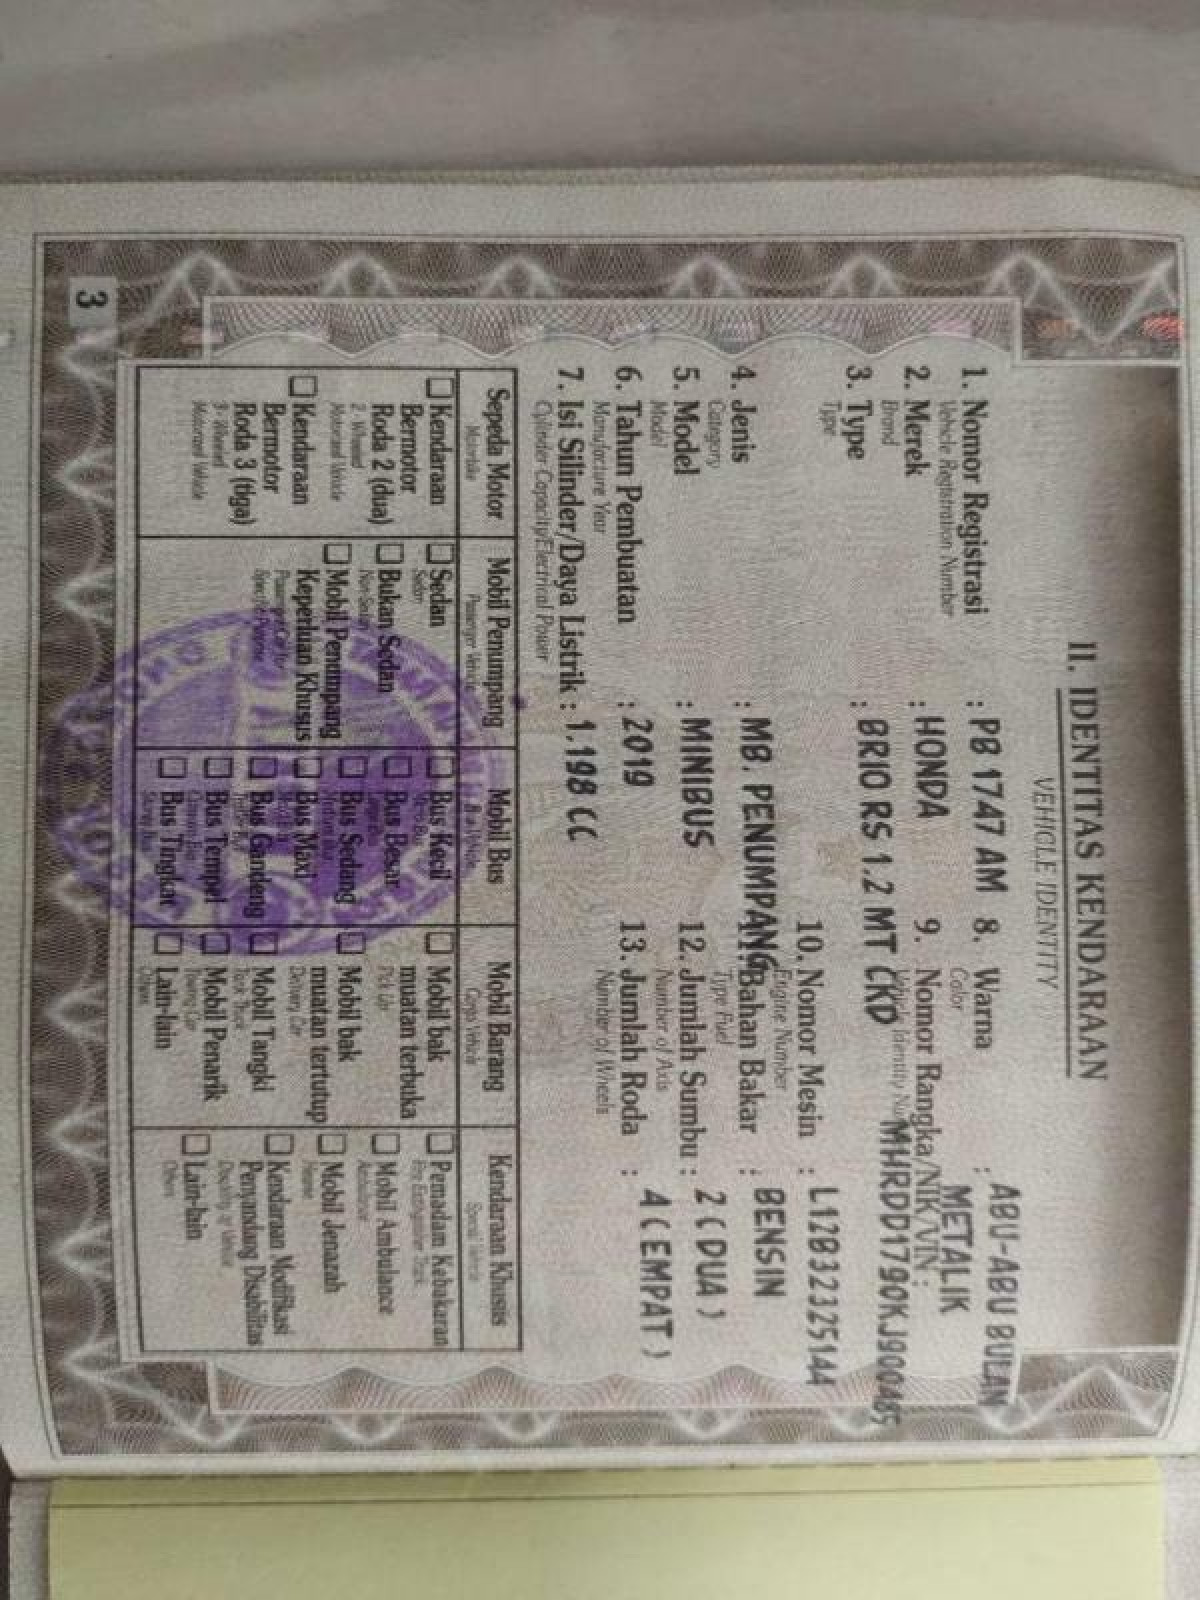 II. IDENTITAS KENDARAAN
VEHICLE IDENTITY
1. Nomor Registrasi : PB 1747 AM
Vehicle Registration Number
2. Merek : HONDA
Brand
3. Type : BRIO RS 1.2 MT CKD
Type
4. Jenis : MB. PENUMPANG
Category
5. Model : MINIBUS
Model
6. Tahun Pembuatan : 2019
Manufacture Year
7. Isi Silinder/Daya Listrik : 1.198 CC
Cylinder Capacity/Electrical Power
8. Warna : ABU-ABU BULAN
Color
METALIK
9. Nomor Rangka/NIK/VIN :
MHRDD1790KJ900485
10. Nomor Mesin : L12B32325144
Engine Number
11. Bahan Bakar : BENSIN
Type Fuel
12. Jumlah Sumbu : 2 ( DUA )
Number of Axis
13. Jumlah Roda : 4 ( EMPAT )
Number of Wheels
Sepeda Motor
Kendaraan
Bermotor
Roda 2 (dua)
2 Wheel
Motorized Vehicle
Kendaraan
Bermotor
Roda 3 (tiga)
3 Wheel
Motorized Vehicle
Mobil Penumpang
Passenger Vehicle
Sedan
Sedan
Bukan Sedan
Mobil Penumpang
Keperluan Khusus
Mobil Bus
Bus Kecil
Bus Besar
Bus Sedang
Bus Maxi
Bus Gandeng
Bus Tempel
Bus Tingkat
Mobil Barang
Cargo Vehicle
Mobil bak
muatan terbuka
Pick Up
Mobil bak
muatan tertutup
Delivery Car
Mobil Tangki
Tank Truck
Mobil Penarik
Towing Car
Lain-lain
Others
Kendaraan Khusus
Special Vehicle
Pemadam Kebakaran
Mobil Ambulance
Ambulance
Mobil Jenazah
Hearse
Kendaraan Modifikasi
Penyandang Disabilitas
Lain-lain
Others
3